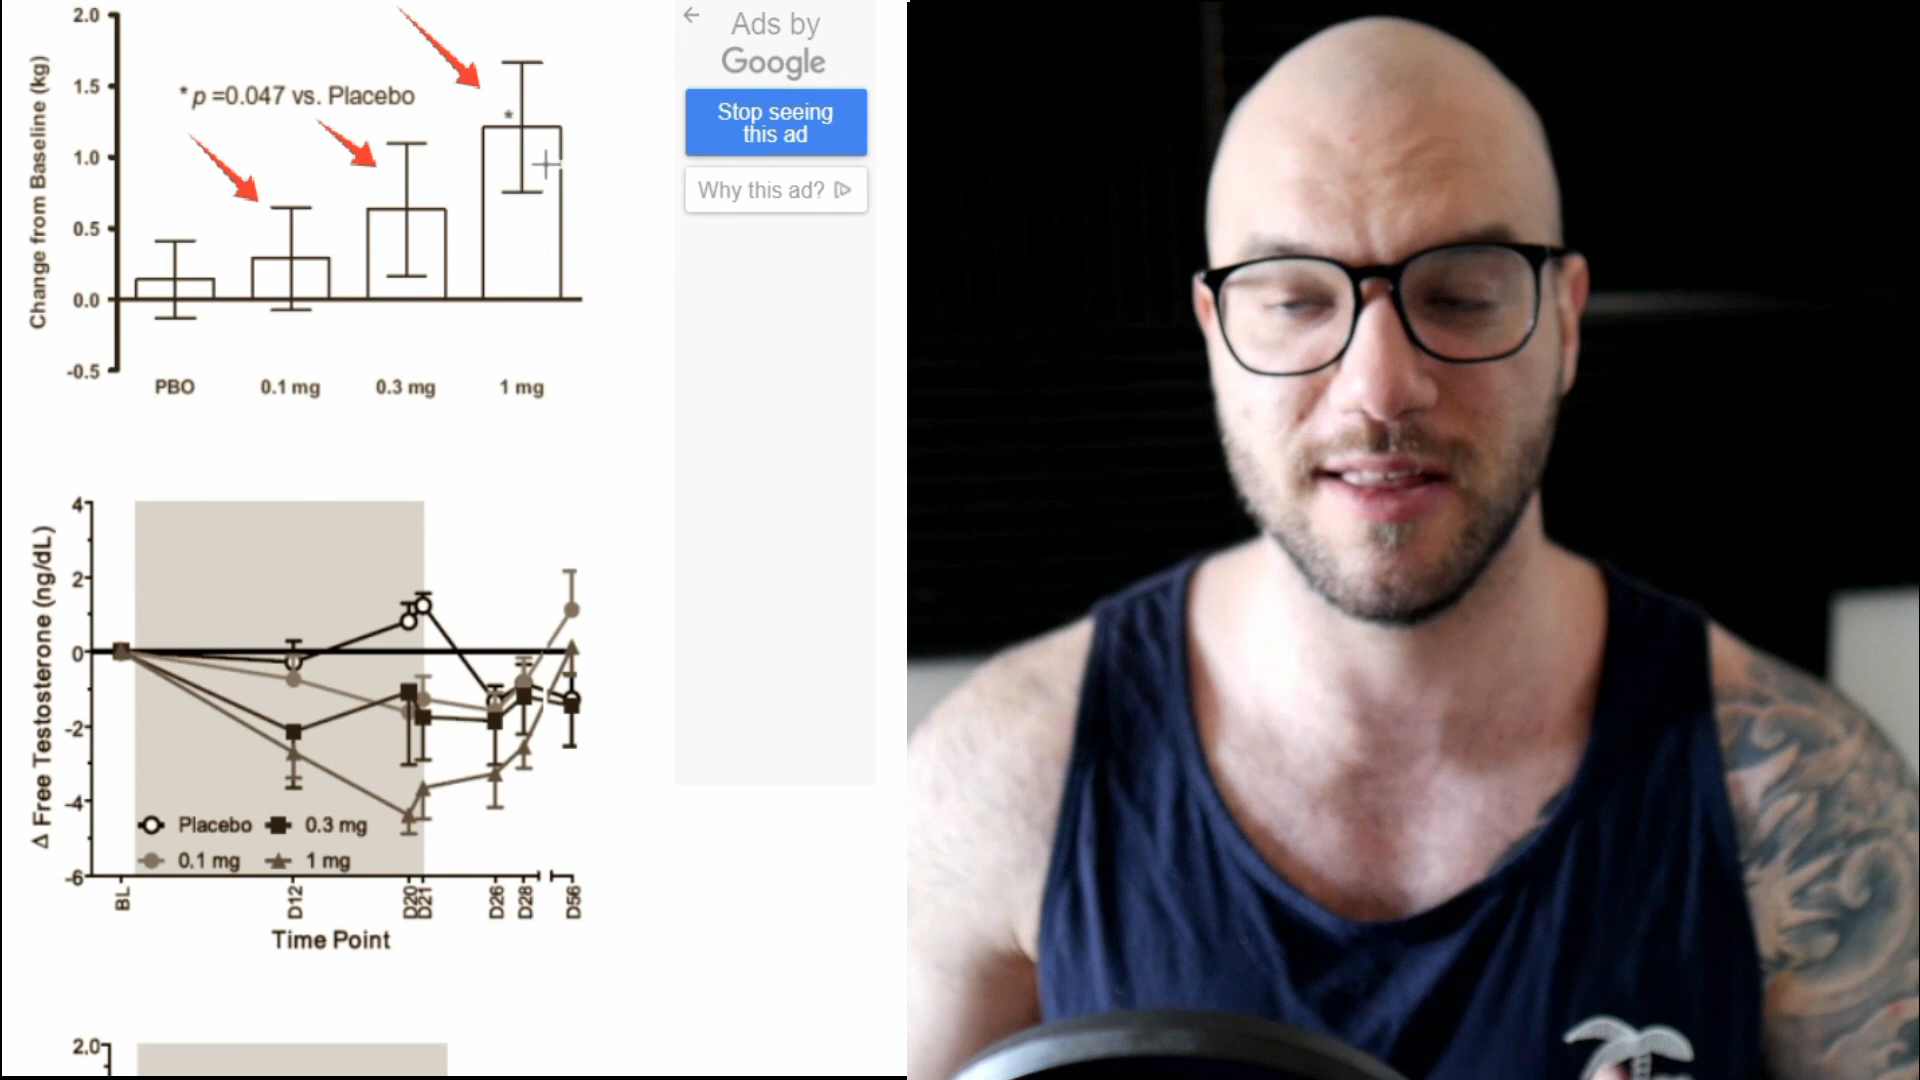 2.0
1.5
1.0
0.5
0.0
-0.5
Change from Baseline (kg)
* p =0.047 vs. Placebo
*
PBO
0.1 mg
0.3 mg
1 mg
Ads by
Google
Stop seeing
this ad
Why this ad?
4
2
0
-2
-4
-6
Δ Free Testosterone (ng/dL)
Placebo
0.3 mg
0.1 mg
1 mg
BL
D12
D20
D21
D26
D28
D56
Time Point
2.0